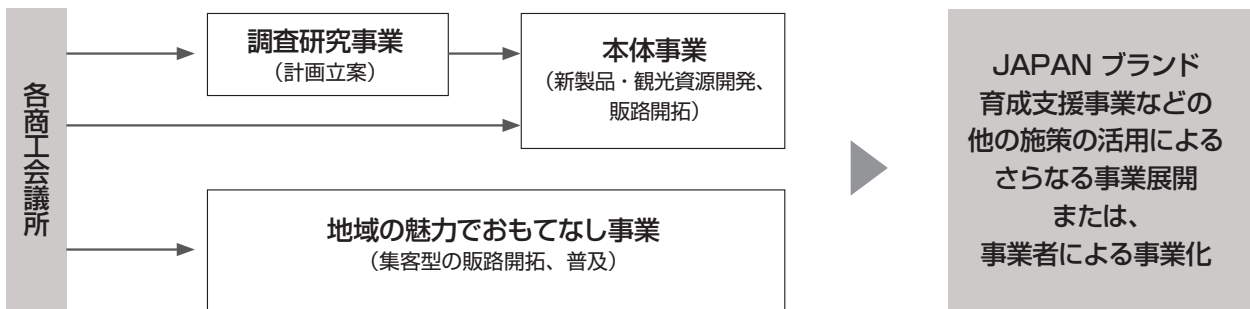 各商工会議所
調査研究事業
（計画立案）
本体事業
（新製品・観光資源開発、
販路開拓）
地域の魅力でおもてなし事業
（集客型の販路開拓、普及）
JAPAN ブランド
育成支援事業などの
他の施策の活用による
さらなる事業展開
または、
事業者による事業化